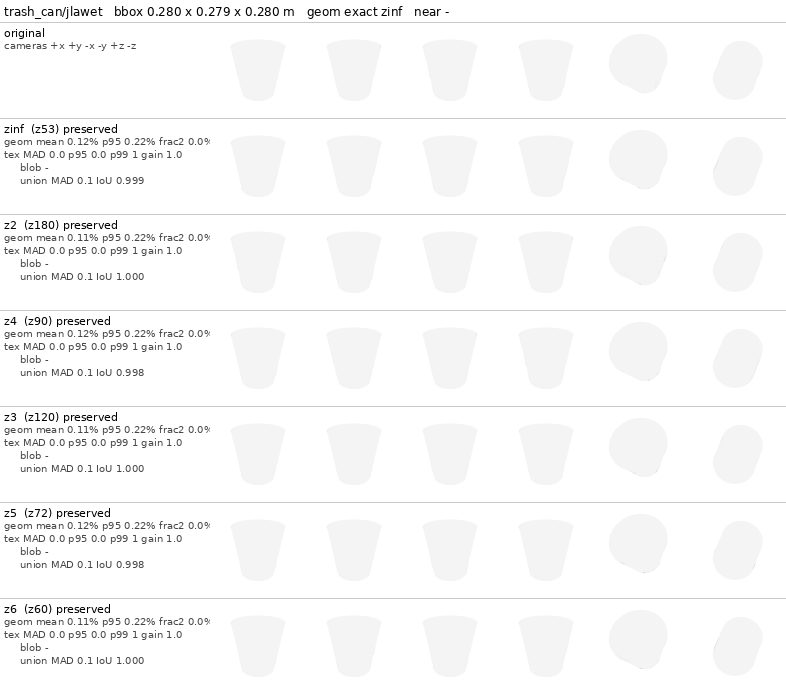 trash_can/jlawet bbox 0.280 x 0.279 x 0.280 m geom exact zinf near -
original
cameras +x +y -x -y +z -z
zinf (z53) preserved
geom mean 0.12% p95 0.22% frac2 0.0%
tex MAD 0.0 p95 0.0 p99 1 gain 1.0
blob -
union MAD 0.1 IoU 0.999
z2 (z180) preserved
geom mean 0.11% p95 0.22% frac2 0.0%
tex MAD 0.0 p95 0.0 p99 1 gain 1.0
blob -
union MAD 0.1 IoU 1.000
z4 (z90) preserved
geom mean 0.12% p95 0.22% frac2 0.0%
tex MAD 0.0 p95 0.0 p99 1 gain 1.0
blob -
union MAD 0.1 IoU 0.998
z3 (z120) preserved
geom mean 0.11% p95 0.22% frac2 0.0%
tex MAD 0.0 p95 0.0 p99 1 gain 1.0
blob -
union MAD 0.1 IoU 1.000
z5 (z72) preserved
geom mean 0.12% p95 0.22% frac2 0.0%
tex MAD 0.0 p95 0.0 p99 1 gain 1.0
blob -
union MAD 0.1 IoU 0.998
z6 (z60) preserved
geom mean 0.11% p95 0.22% frac2 0.0%
tex MAD 0.0 p95 0.0 p99 1 gain 1.0
blob -
union MAD 0.1 IoU 1.000